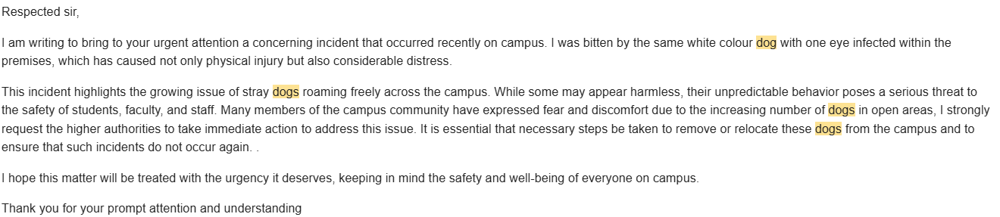 Respected sir,
I am writing to bring to your urgent attention a concerning incident that occurred recently on campus. I was bitten by the same white colour dog with one eye infected within the
premises, which has caused not only physical injury but also considerable distress.
This incident highlights the growing issue of stray dogs roaming freely across the campus. While some may appear harmless, their unpredictable behavior poses a serious threat to
the safety of students, faculty, and staff. Many members of the campus community have expressed fear and discomfort due to the increasing number of dogs in open areas, I strongly
request the higher authorities to take immediate action to address this issue. It is essential that necessary steps be taken to remove or relocate these dogs from the campus and to
ensure that such incidents do not occur again. .
I hope this matter will be treated with the urgency it deserves, keeping in mind the safety and well-being of everyone on campus.
Thank you for your prompt attention and understanding